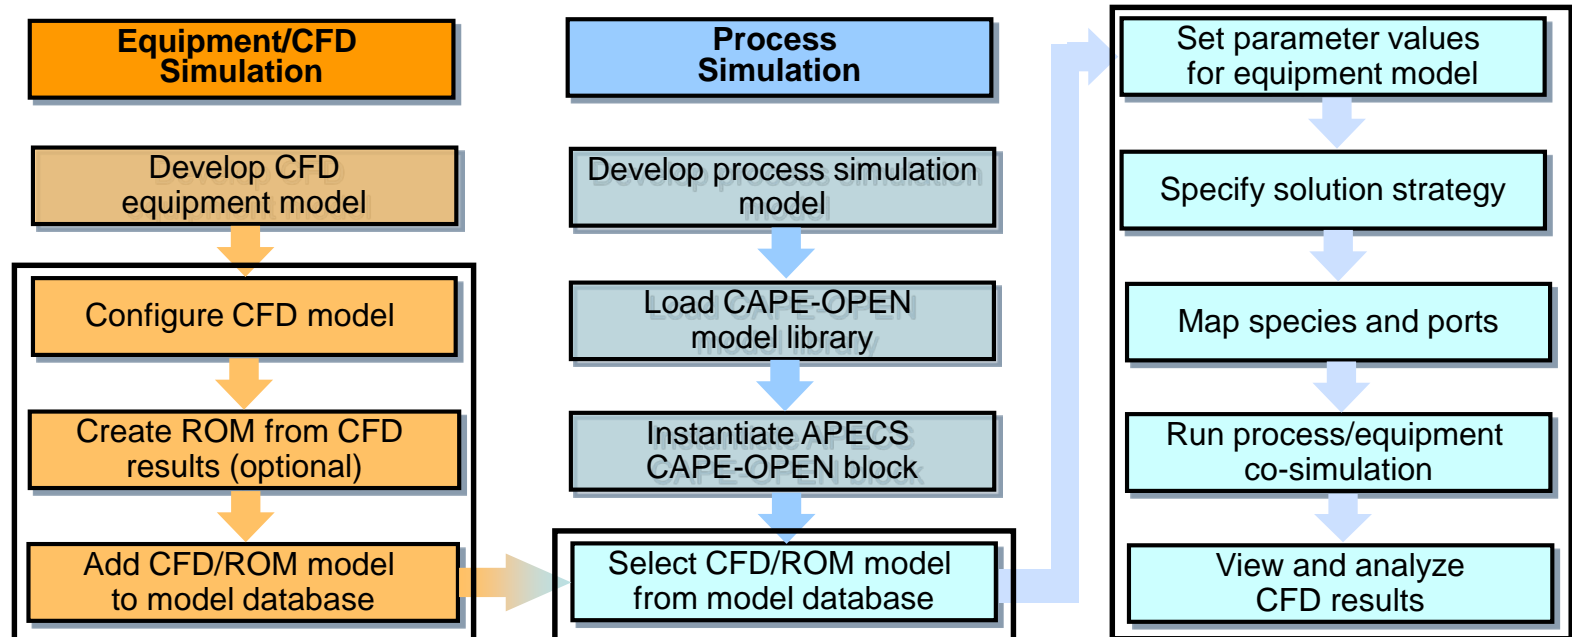 Equipment/CFD
Simulation
Develop CFD
equipment model
Configure CFD model
Create ROM from CFD
results (optional)
Add CFD/ROM model
to model database
Process
Simulation
Develop process simulation
model
Load CAPE-OPEN
model library
Instantiate APECS
CAPE-OPEN block
Select CFD/ROM model
from model database
Set parameter values
for equipment model
Specify solution strategy
Map species and ports
Run process/equipment
co-simulation
View and analyze
CFD results